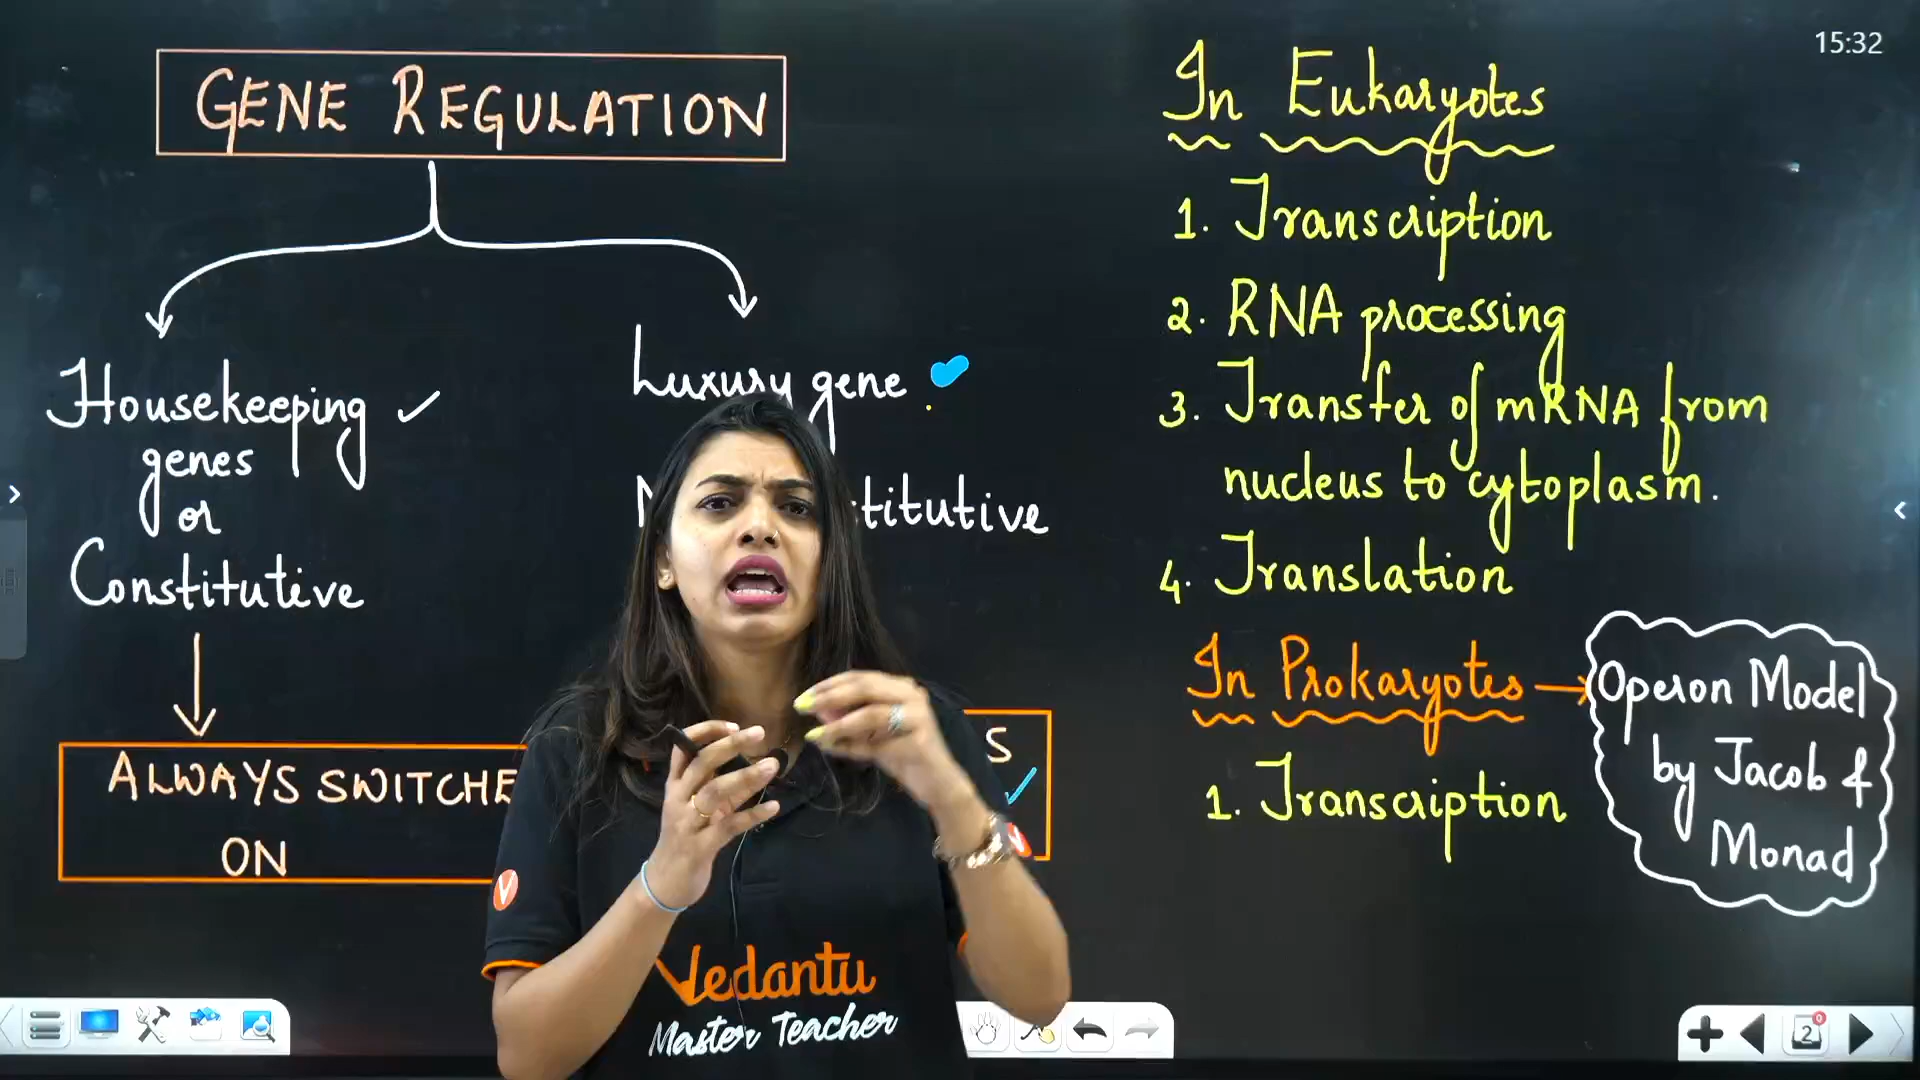 GENE REGULATION
Housekeeping
genes
or
Constitutive
ALWAYS SWITCHE
ON
Luxury gene
N titutive
S
In Eukaryotes
1. Transcription
2. RNA processing
3. Transfer of mRNA from
nucleus to cytoplasm.
4. Translation
In Prokaryotes
1. Transcription
Operon Model
by Jacob &
Monad
15:32
V
V
Vedantu
Master Teacher
2
0